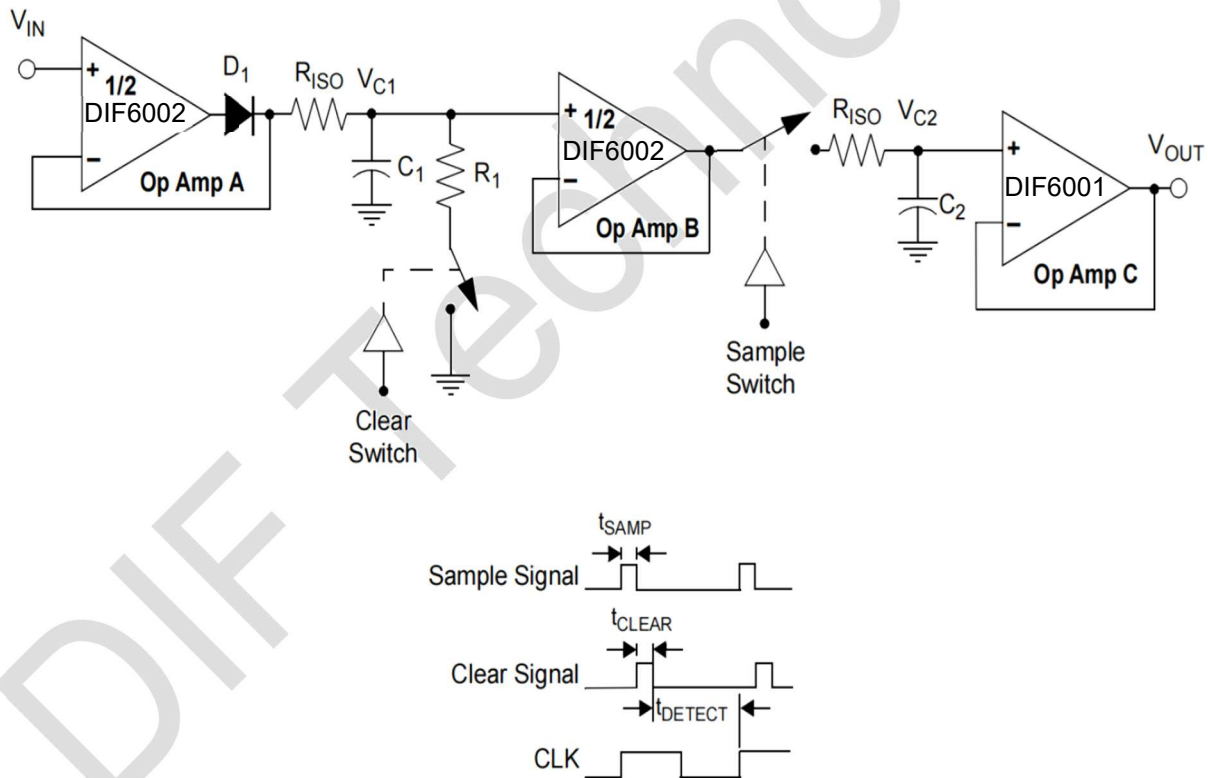 V_IN
+
1/2
DIF6002
−
Op Amp A
D1
R_ISO
V_C1
C1
R1
+
1/2
DIF6002
−
Op Amp B
R_ISO
V_C2
C2
+
DIF6001
−
Op Amp C
V_OUT
Clear
Switch
Sample
Switch
t_SAMP
Sample Signal
t_CLEAR
Clear Signal
t_DETECT
CLK
DIF Techno